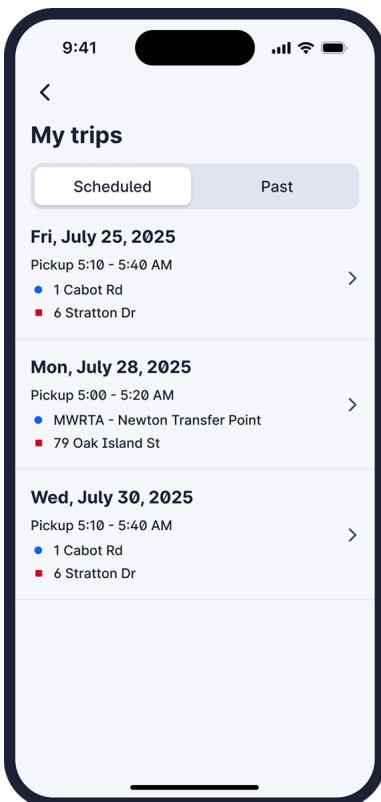 9:41
My trips
Scheduled Past
Fri, July 25, 2025
Pickup 5:10 - 5:40 AM
1 Cabot Rd
6 Stratton Dr
Mon, July 28, 2025
Pickup 5:00 - 5:20 AM
MWRTA - Newton Transfer Point
79 Oak Island St
Wed, July 30, 2025
Pickup 5:10 - 5:40 AM
1 Cabot Rd
6 Stratton Dr